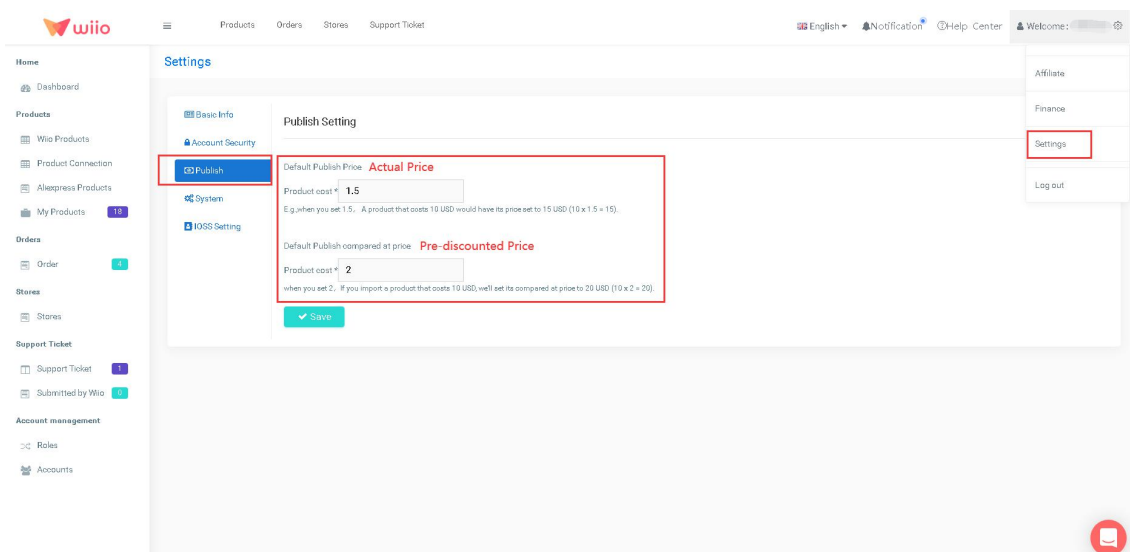 wiio
Products Orders Stores Support Ticket
English Notification Help Center Welcome:
Home
Dashboard
Products
Wiio Products
Product Connection
Aliexpress Products
My Products 18
Orders
Order 4
Stores
Stores
Support Ticket
Support Ticket 1
Submitted by Wiio 0
Account management
Roles
Accounts
Settings
Basic Info
Account Security
Publish
System
IOSS Setting
Publish Setting
Default Publish Price Actual Price
Product cost * 1.5
E.g.,when you set 1.5, A product that costs 10 USD would have its price set to 15 USD (10 x 1.5 = 15).
Default Publish compared at price Pre-discounted Price
Product cost * 2
when you set 2, If you import a product that costs 10 USD, we'll set its compared at price to 20 USD (10 x 2 = 20).
Save
Affiliate
Finance
Settings
Log out